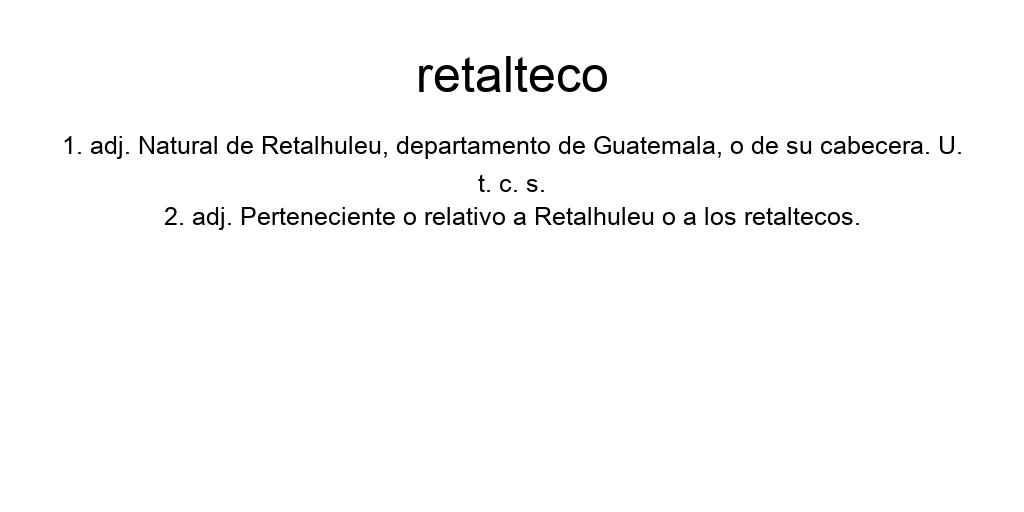 retalteco
1. adj. Natural de Retalhuleu, departamento de Guatemala, o de su cabecera. U.
t. c. s.
2. adj. Perteneciente o relativo a Retalhuleu o a los retaltecos.